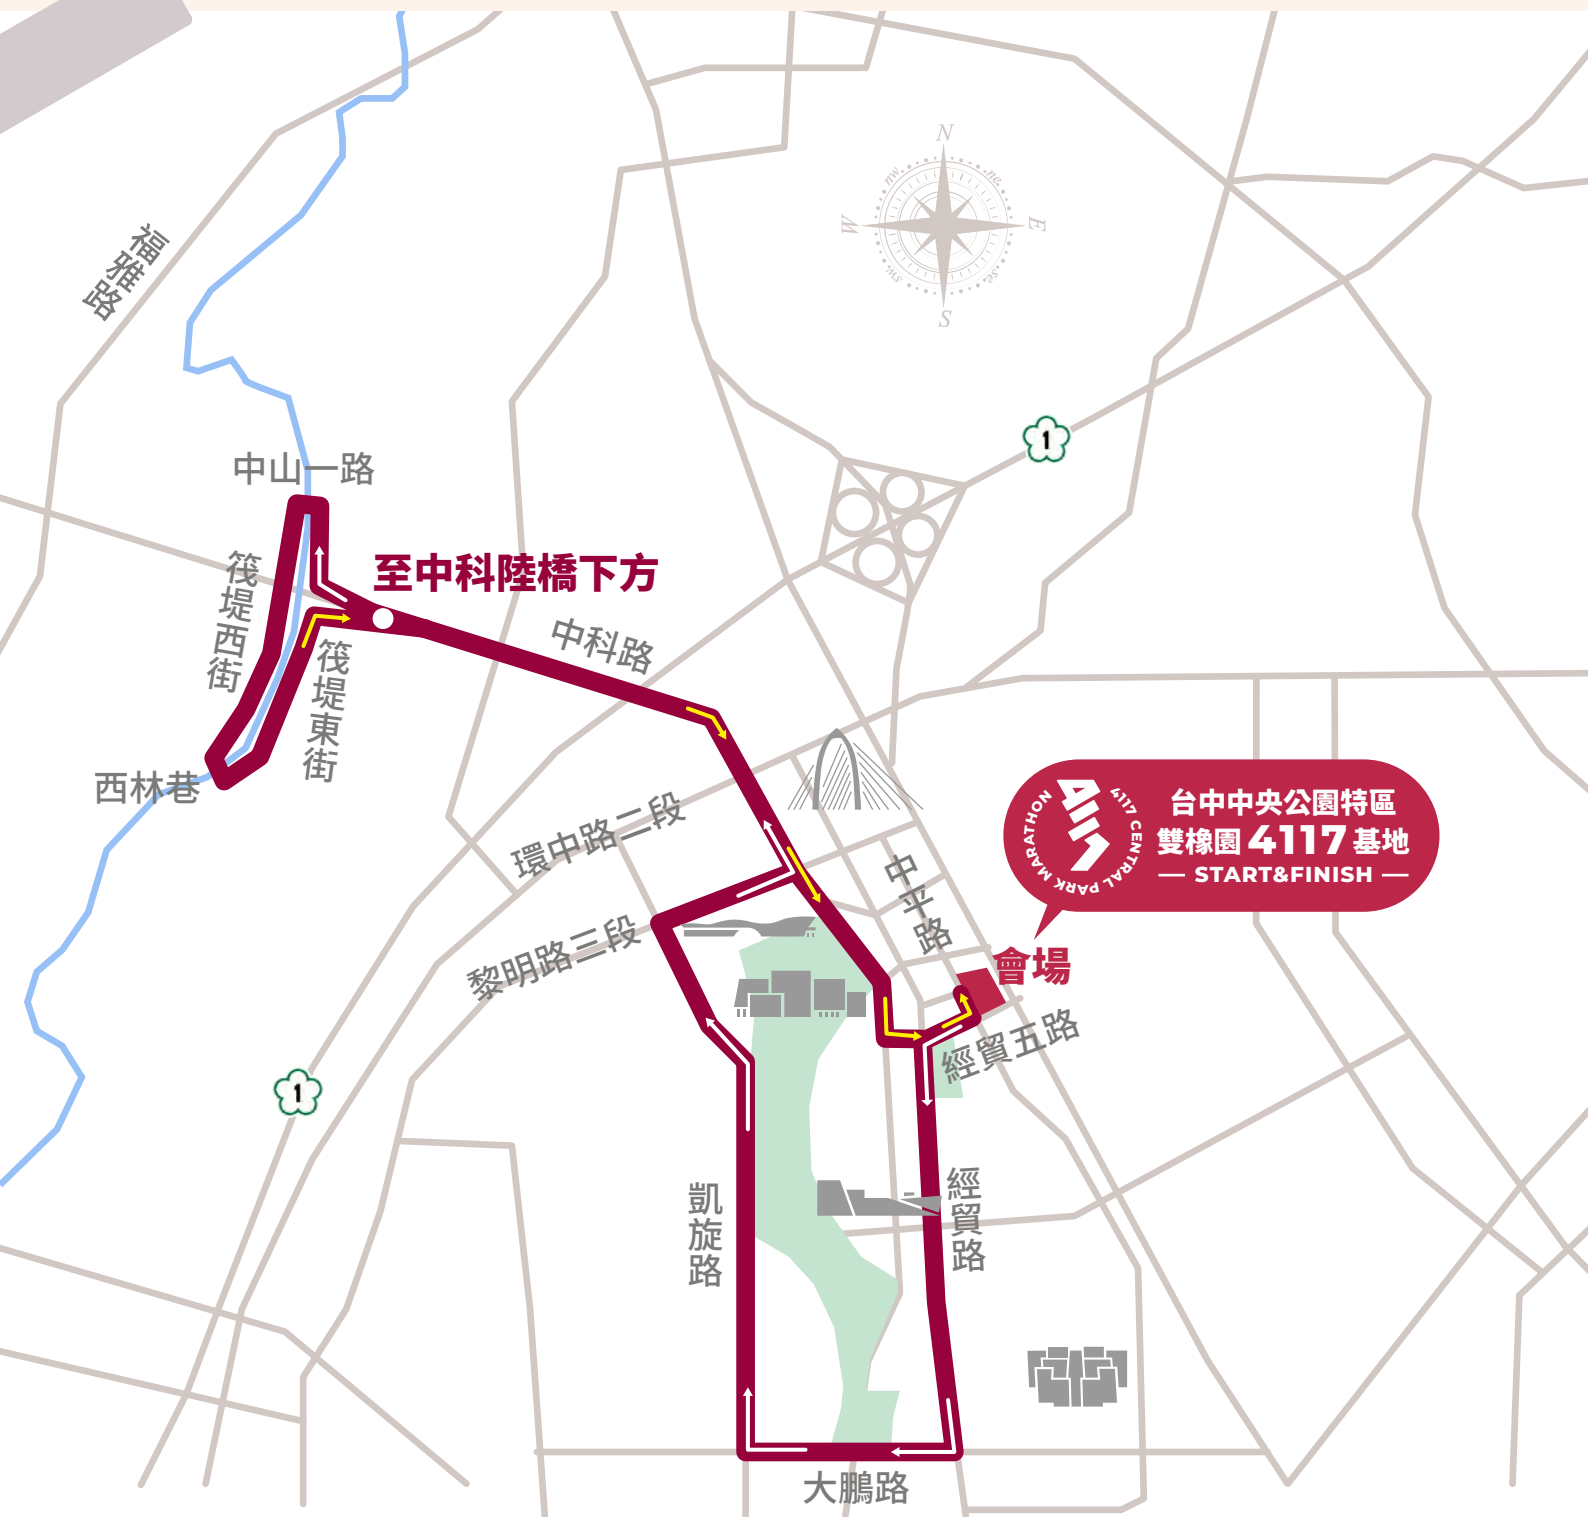 N
nw
ne
W
E
sw
se
S
福雅路
1
中山一路
至中科陸橋下方
筏堤西街
中科路
筏堤東街
西林巷
環中路二段
4117 CENTRAL PARK MARATHON
台中中央公園特區
雙橡園4117基地
START&FINISH
中平路
黎明路三段
會場
經貿五路
1
凱旋路
經貿路
大鵬路